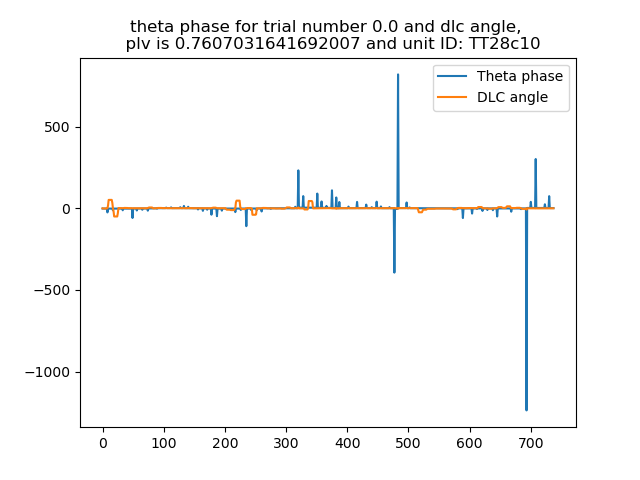 theta phase for trial number 0.0 and dlc angle,
plv is 0.7607031641692007 and unit ID: TT28c10
Theta phase
DLC angle
500
0
−500
−1000
0 100 200 300 400 500 600 700